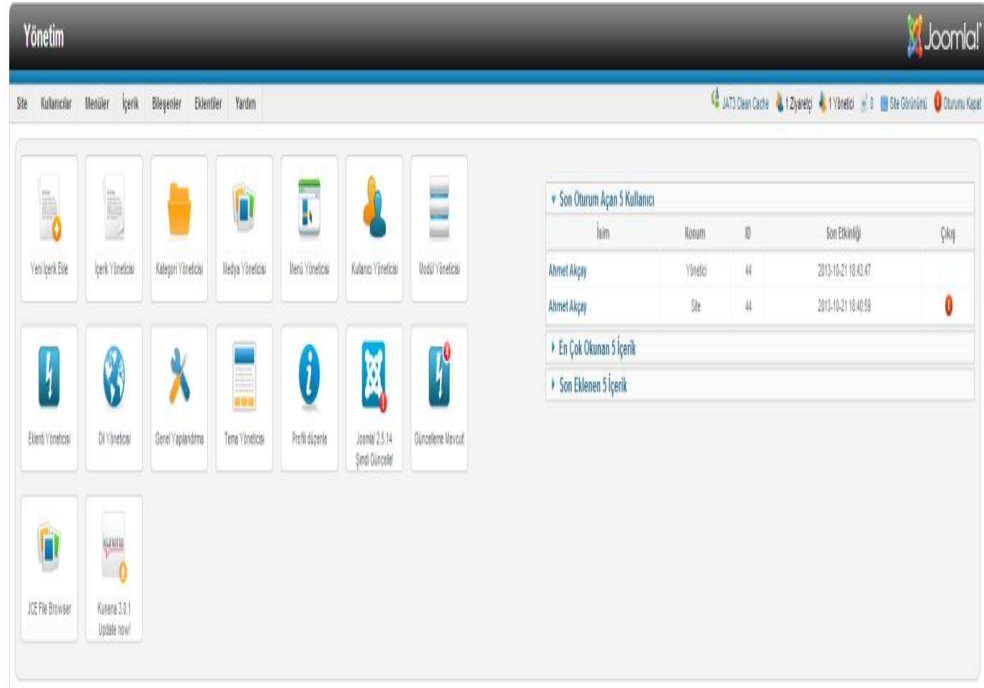 Yönetim
Joomla!
Site Kullanıcılar Menüler İçerik Bileşenler Eklentiler Yardım
JAT3 Clean Cache 1 Ziyaretçi 1 Yönetici 0 Site Görünümü Oturumu Kapat
Yeni İçerik Ekle İçerik Yöneticisi Kategori Yöneticisi Medya Yöneticisi Menü Yöneticisi Kullanıcı Yöneticisi Modül Yöneticisi
Eklenti Yöneticisi Dil Yöneticisi Genel Yapılandırma Tema Yöneticisi Profili düzenle Joomla! 2.5.14 Güncelleme Mevcut!
Şimdi Güncelle!
kunena
JCE File Browser Kunena 3.0.1
Update now!
Son Oturum Açan 5 Kullanıcı
İsim Konum ID Son Etkinliği Çıkış
Ahmet Akçay Yönetici 44 2013-10-21 18:43:47
Ahmet Akçay Site 44 2013-10-21 18:40:59
En Çok Okunan 5 İçerik
Son Eklenen 5 İçerik